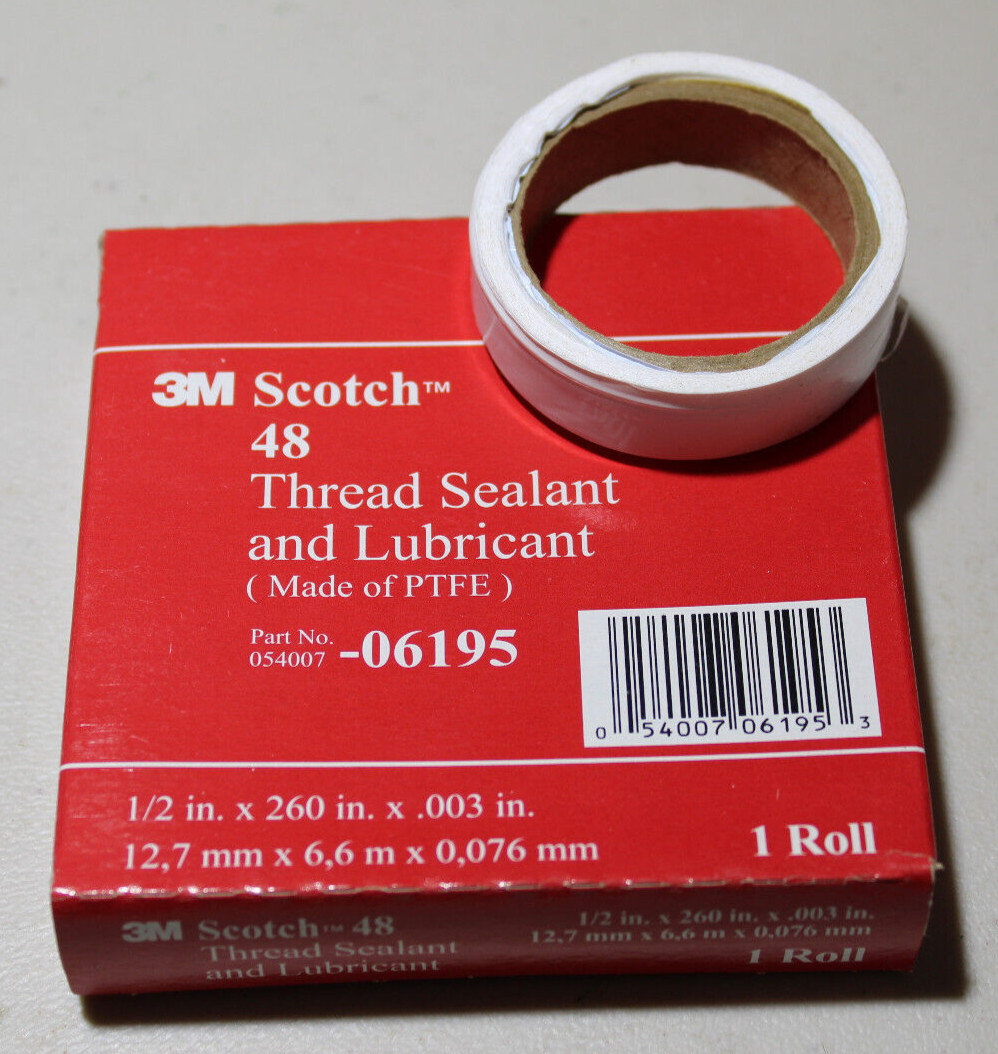 3M Scotch™
48
Thread Sealant
and Lubricant
( Made of PTFE )
Part No.
054007 -06195
0 54007 06195 3
1/2 in. x 260 in. x .003 in.
12,7 mm x 6,6 m x 0,076 mm
1 Roll
3M Scotch™ 48
Thread Sealant
and Lubricant
1/2 in. x 260 in. x .003 in.
12,7 mm x 6,6 m x 0,076 mm
1 Roll